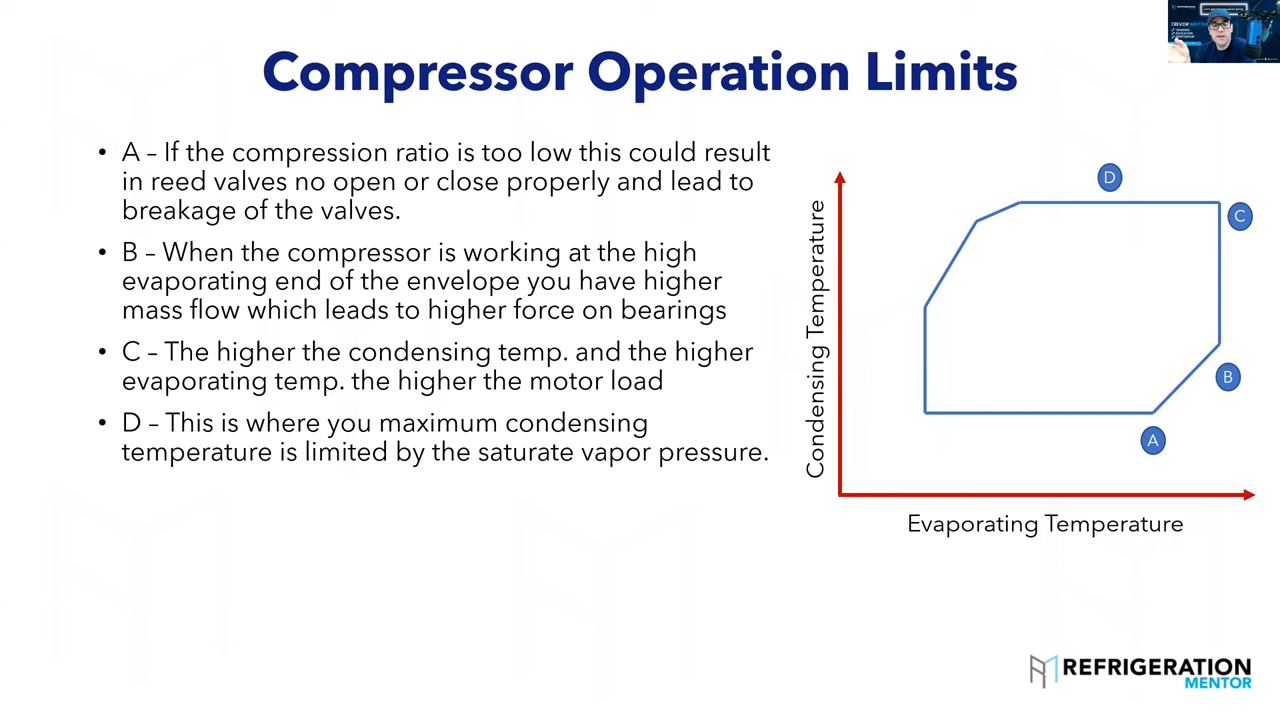 Compressor Operation Limits
• A – If the compression ratio is too low this could result
in reed valves no open or close properly and lead to
breakage of the valves.
• B – When the compressor is working at the high
evaporating end of the envelope you have higher
mass flow which leads to higher force on bearings
• C – The higher the condensing temp. and the higher
evaporating temp. the higher the motor load
• D – This is where you maximum condensing
temperature is limited by the saturate vapor pressure.
Condensing Temperature
D
C
B
A
Evaporating Temperature
REFRIGERATION
MENTOR